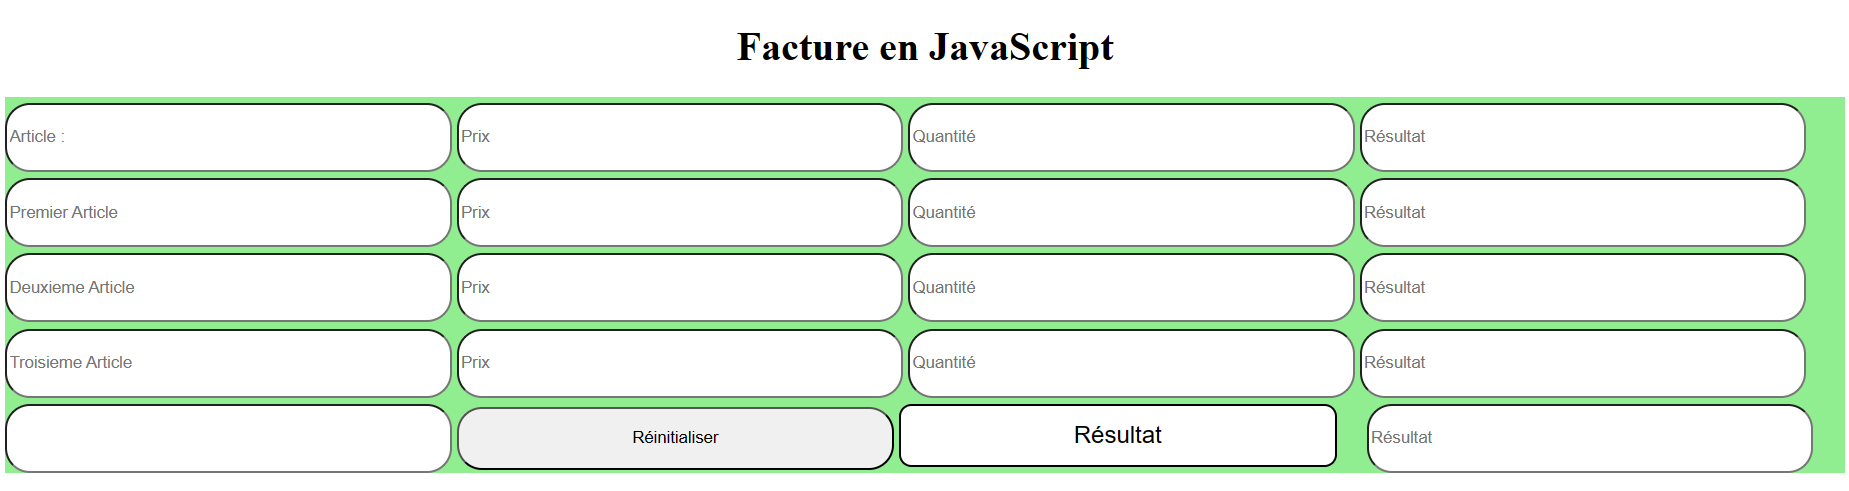 Facture en JavaScript
Article : Prix Quantité Résultat
Premier Article Prix Quantité Résultat
Deuxieme Article Prix Quantité Résultat
Troisieme Article Prix Quantité Résultat
Réinitialiser Résultat Résultat